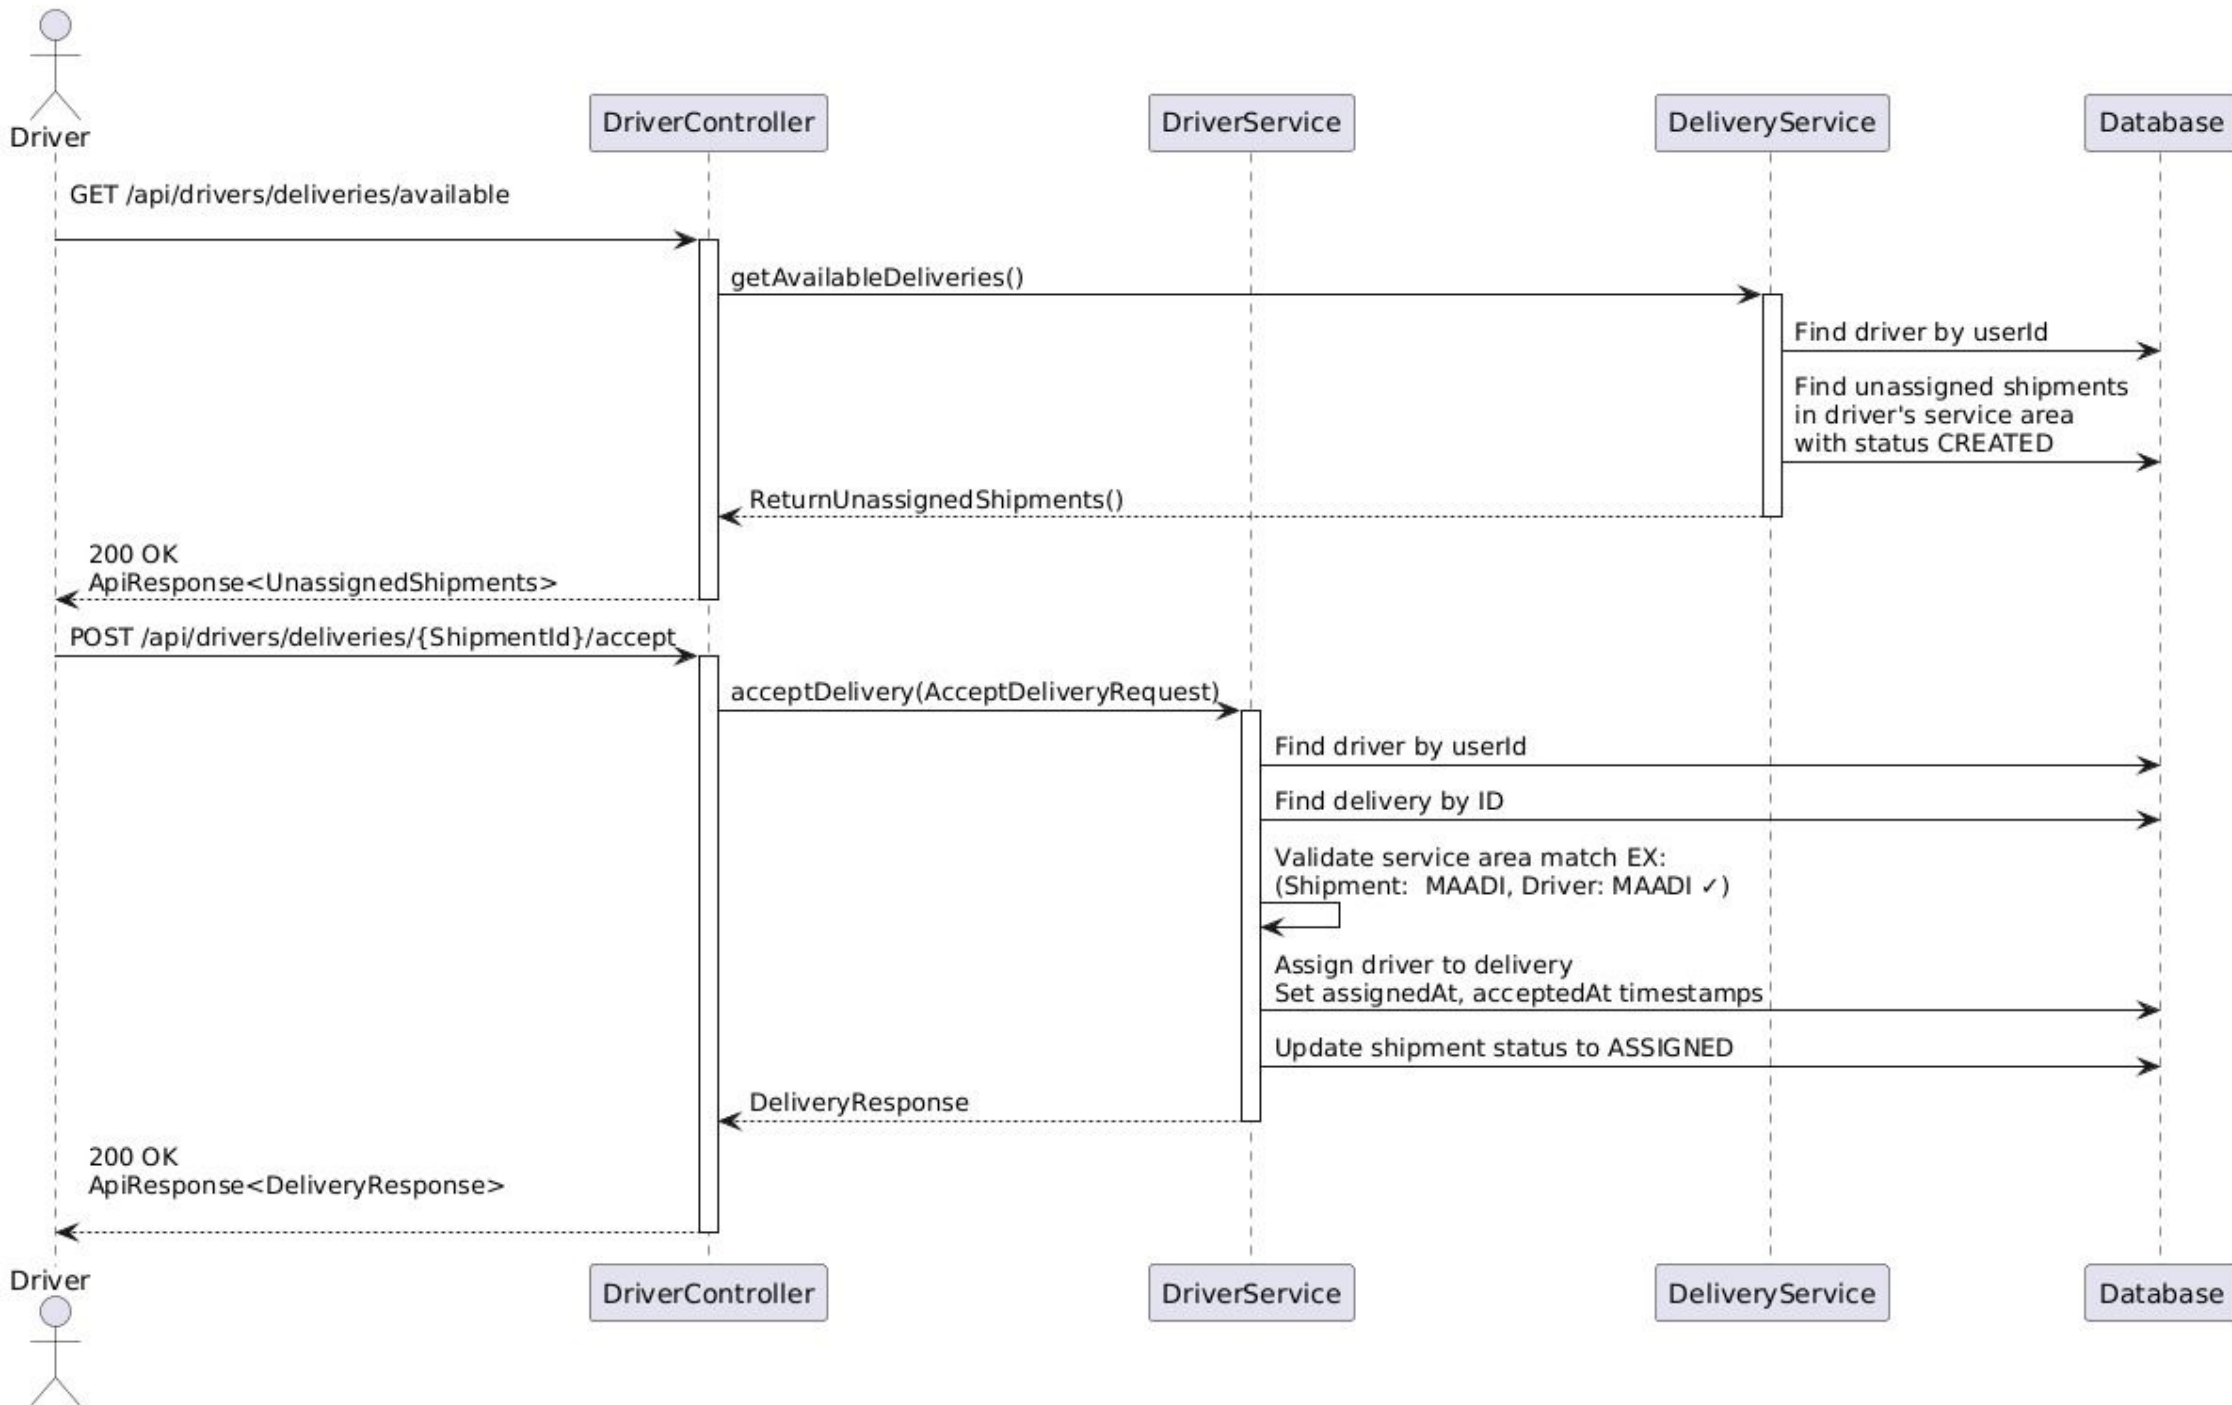 Driver
DriverController
DriverService
DeliveryService
Database
GET /api/drivers/deliveries/available
getAvailableDeliveries()
Find driver by userId
Find unassigned shipments
in driver's service area
with status CREATED
ReturnUnassignedShipments()
200 OK
ApiResponse<UnassignedShipments>
POST /api/drivers/deliveries/{ShipmentId}/accept
acceptDelivery(AcceptDeliveryRequest)
Find driver by userId
Find delivery by ID
Validate service area match EX:
(Shipment:  MAADI, Driver: MAADI ✓)
Assign driver to delivery
Set assignedAt, acceptedAt timestamps
Update shipment status to ASSIGNED
DeliveryResponse
200 OK
ApiResponse<DeliveryResponse>
Driver
DriverController
DriverService
DeliveryService
Database